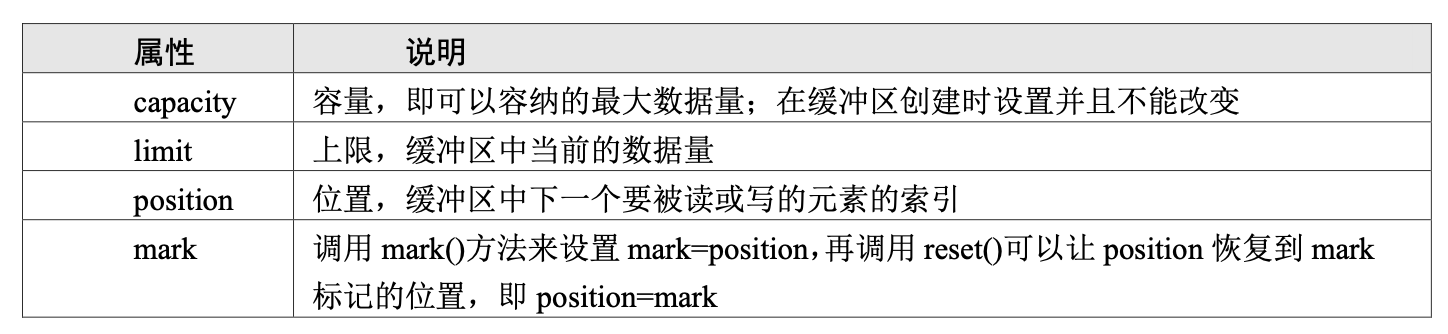 属性 说明
capacity 容量，即可以容纳的最大数据量；在缓冲区创建时设置并且不能改变
limit 上限，缓冲区中当前的数据量
position 位置，缓冲区中下一个要被读或写的元素的索引
mark 调用 mark()方法来设置 mark=position，再调用 reset()可以让 position 恢复到 mark
标记的位置，即 position=mark